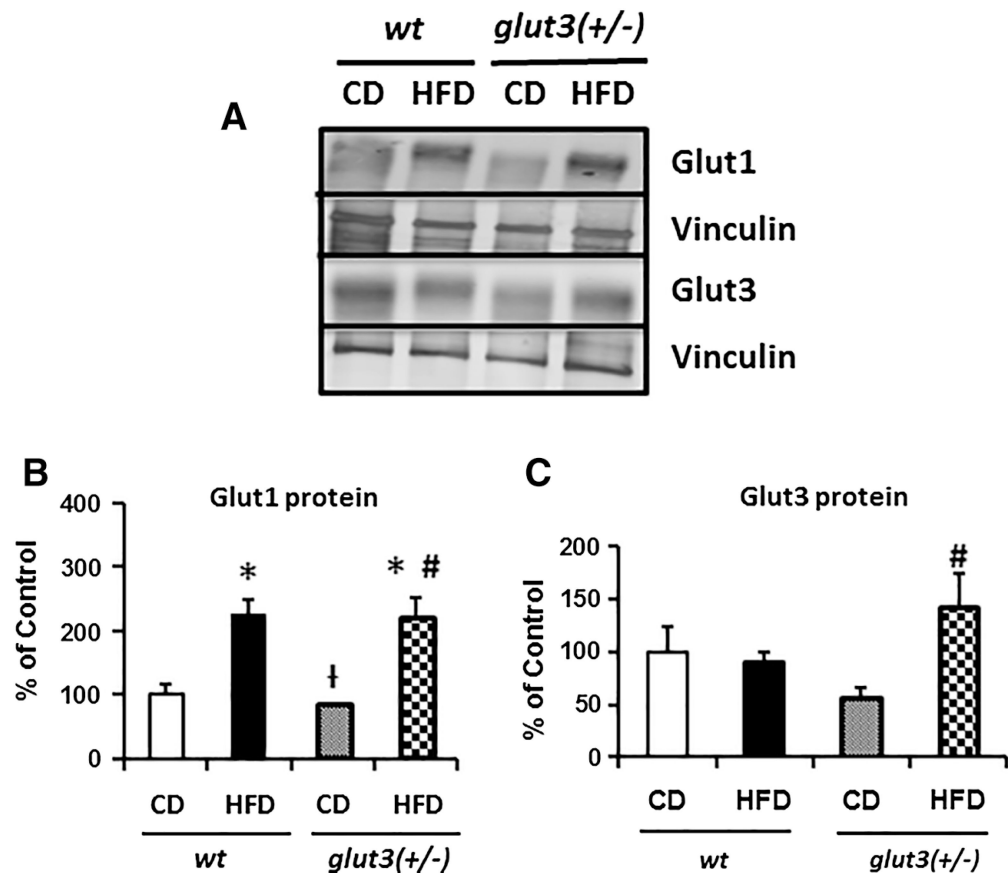 wt glut3(+/-)
CD HFD CD HFD
A
Glut1
Vinculin
Glut3
Vinculin
B
Glut1 protein
% of Control
400
300
200
100
0
*
ⱡ
* #
CD HFD CD HFD
wt glut3(+/-)
C
Glut3 protein
% of Control
200
150
100
50
0
#
CD HFD CD HFD
wt glut3(+/-)